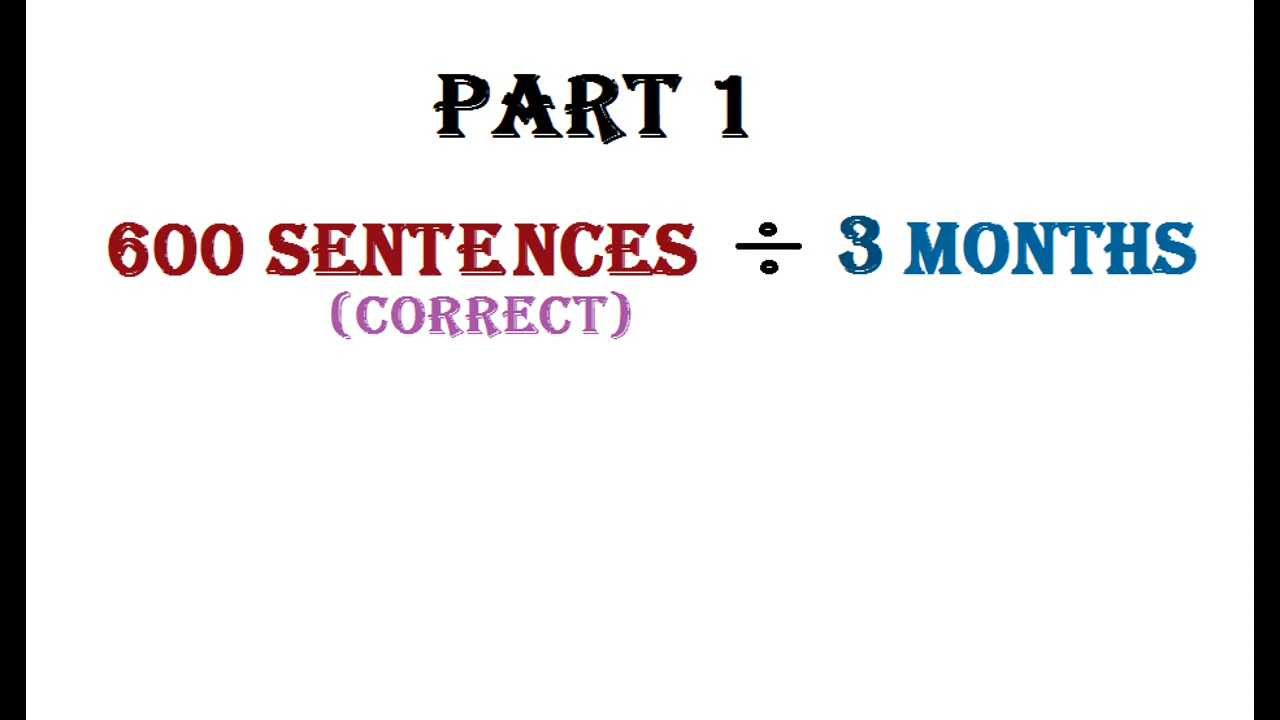 PART 1
600 SENTENCES ÷ 3 MONTHS
(CORRECT)